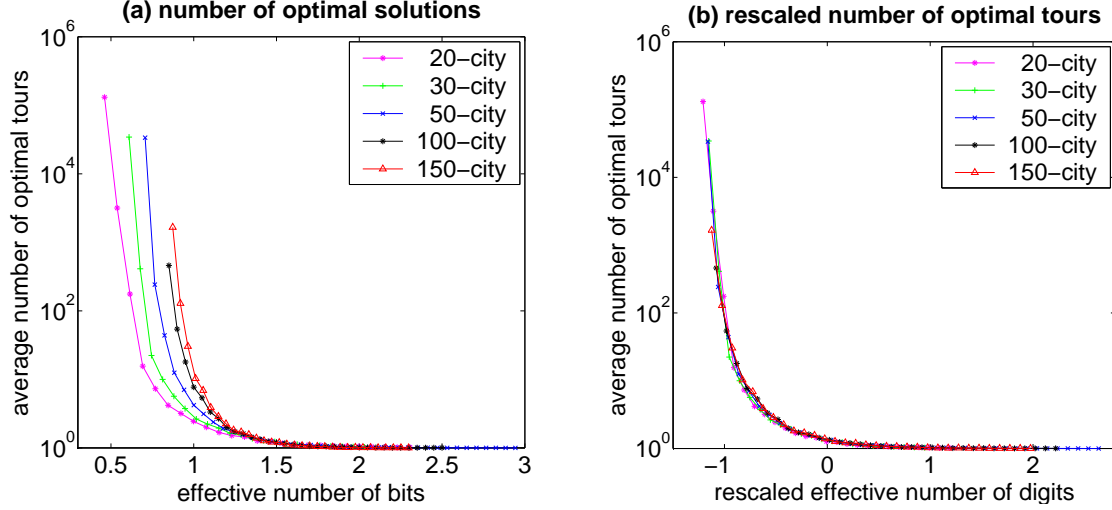 (a) number of optimal solutions
10^6
10^4
10^2
10^0
average number of optimal tours
20−city
30−city
50−city
100−city
150−city
0.5 1 1.5 2 2.5 3
effective number of bits
(b) rescaled number of optimal tours
10^6
10^4
10^2
10^0
average number of optimal tours
20−city
30−city
50−city
100−city
150−city
−1 0 1 2
rescaled effective number of digits